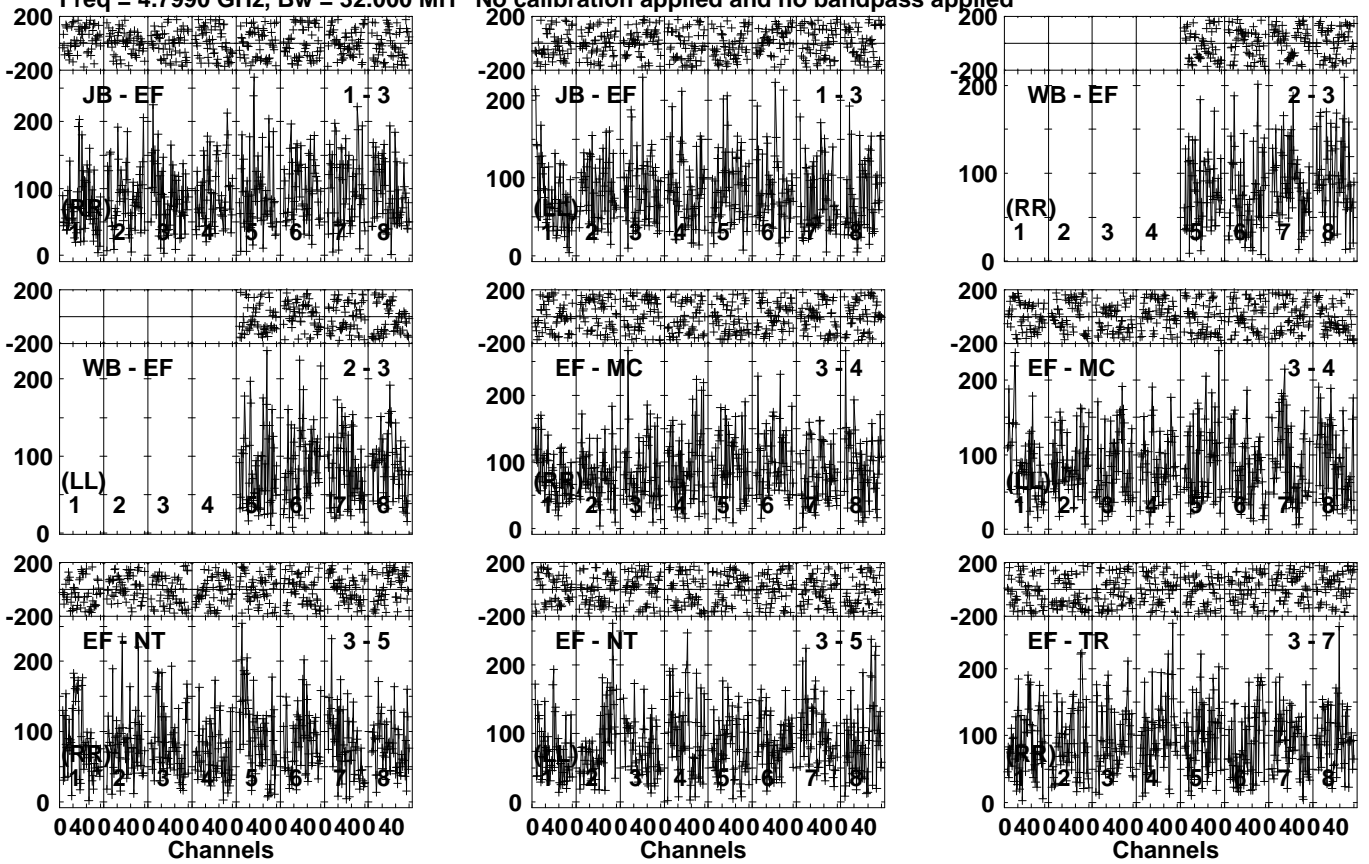 Freq = 4.7990 GHz, Bw = 32.000 MH No calibration applied and no bandpass applied
200 200 200
-200 -200 -200
JB - EF 1 - 3 JB - EF 1 - 3 WB - EF 2 - 3
200 200 200
100 100 100
(RR) (LL) (RR)
1 2 3 4 5 6 7 8 1 2 3 4 5 6 7 8 1 2 3 4 5 6 7 8
0 0 0
200 200 200
-200 -200 -200
WB - EF 2 - 3 EF - MC 3 - 4 EF - MC 3 - 4
200 200 200
100 100 100
(LL) (RR) (LL)
1 2 3 4 5 6 7 8 1 2 3 4 5 6 7 8 1 2 3 4 5 6 7 8
0 0 0
200 200 200
-200 -200 -200
EF - NT 3 - 5 EF - NT 3 - 5 EF - TR 3 - 7
200 200 200
100 100 100
(RR) (LL) (RR)
1 2 3 4 5 6 7 8 1 2 3 4 5 6 7 8 1 2 3 4 5 6 7 8
0 0 0
0 40 0 40 0 40 0 40 0 40 0 40 0 40 0 40 0 40 0 40 0 40 0 40 0 40 0 40 0 40 0 40 0 40 0 40 0 40 0 40 0 40 0 40 0 40 0 40
Channels Channels Channels